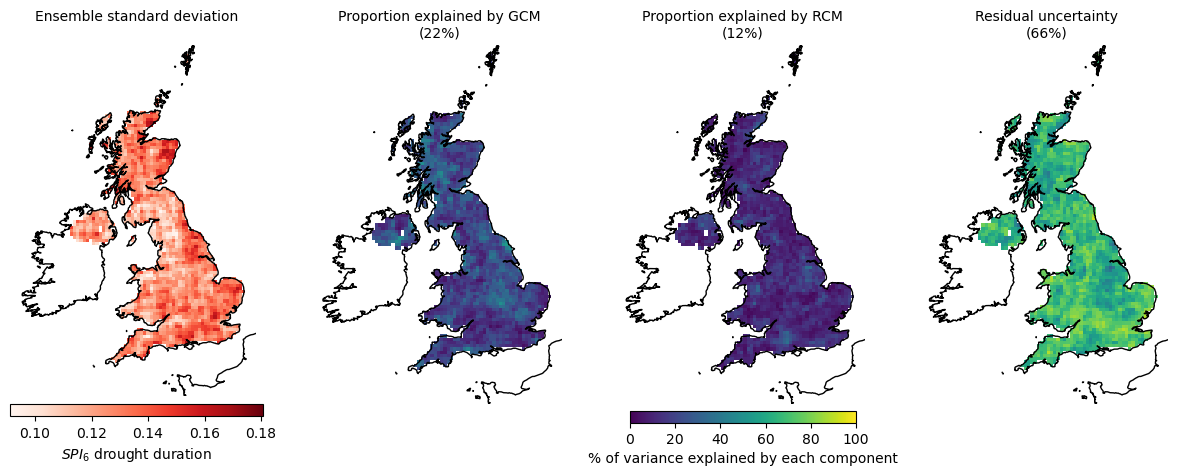 Ensemble standard deviation
Proportion explained by GCM
(22%)
Proportion explained by RCM
(12%)
Residual uncertainty
(66%)
0.10 0.12 0.14 0.16 0.18
SPI₆ drought duration
0 20 40 60 80 100
% of variance explained by each component